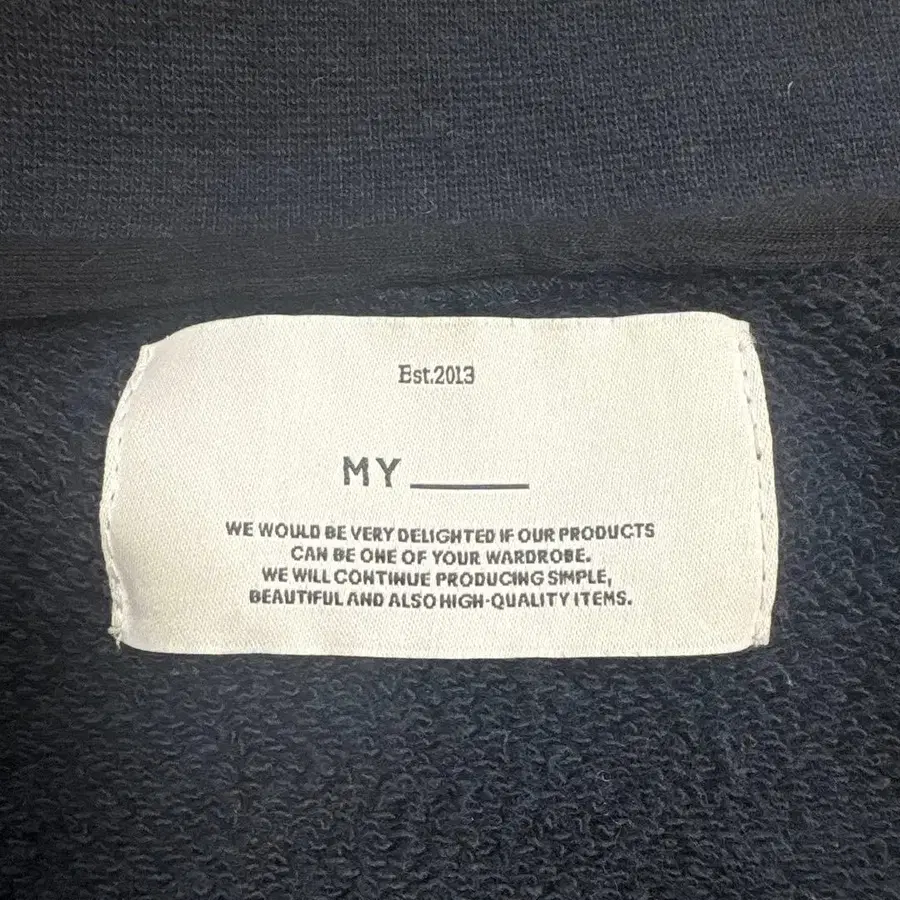 Est.2013
MY ______
WE WOULD BE VERY DELIGHTED IF OUR PRODUCTS
CAN BE ONE OF YOUR WARDROBE.
WE WILL CONTINUE PRODUCING SIMPLE,
BEAUTIFUL AND ALSO HIGH-QUALITY ITEMS.